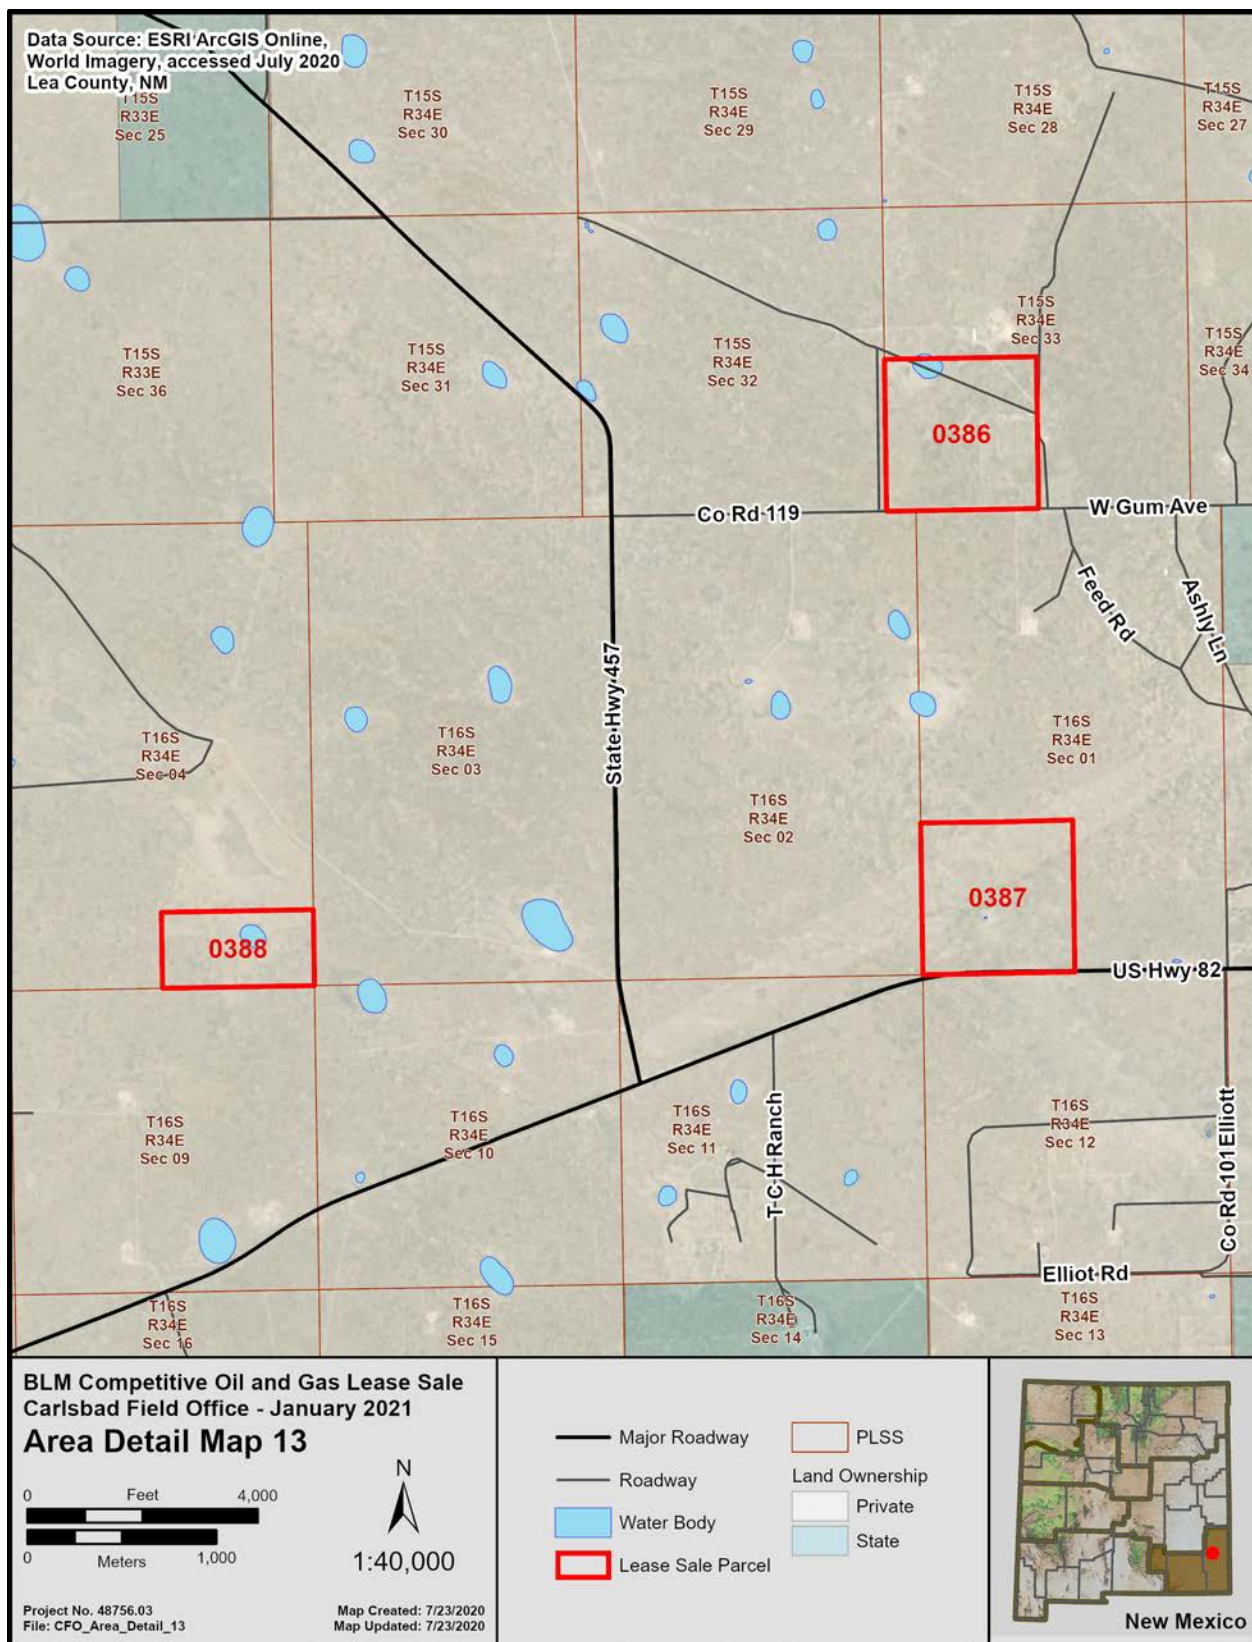 Data Source: ESRI ArcGIS Online,
World Imagery, accessed July 2020
Lea County, NM
T15S
R33E
Sec 25
T15S
R34E
Sec 30
T15S
R34E
Sec 29
T15S
R34E
Sec 28
T15S
R34E
Sec 27
T15S
R33E
Sec 36
T15S
R34E
Sec 31
T15S
R34E
Sec 32
T15S
R34E
Sec 33
T15S
R34E
Sec 34
0386
Co Rd 119
W Gum Ave
Feed Rd
Ashly Ln
State Hwy 457
T16S
R34E
Sec 04
T16S
R34E
Sec 03
T16S
R34E
Sec 02
T16S
R34E
Sec 01
0387
0388
US Hwy 82
T16S
R34E
Sec 09
T16S
R34E
Sec 10
T16S
R34E
Sec 11
T C H Ranch
T16S
R34E
Sec 12
Co Rd 101 Elliott
Elliot Rd
T16S
R34E
Sec 16
T16S
R34E
Sec 15
T16S
R34E
Sec 14
T16S
R34E
Sec 13
BLM Competitive Oil and Gas Lease Sale
Carlsbad Field Office - January 2021
Area Detail Map 13
0 Feet 4,000
0 Meters 1,000
N
1:40,000
Project No. 48756.03
File: CFO_Area_Detail_13
Map Created: 7/23/2020
Map Updated: 7/23/2020
Major Roadway
Roadway
Water Body
Lease Sale Parcel
PLSS
Land Ownership
Private
State
New Mexico